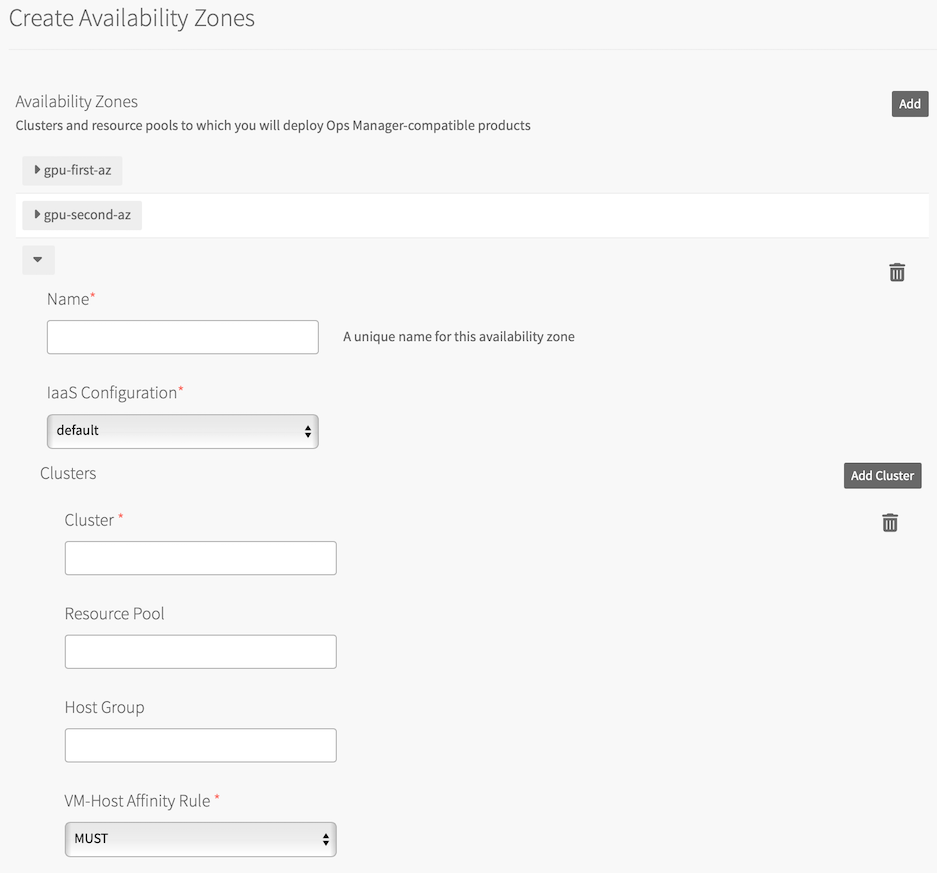 Create Availability Zones
Availability Zones
Add
Clusters and resource pools to which you will deploy Ops Manager-compatible products
gpu-first-az
gpu-second-az
Name*
A unique name for this availability zone
IaaS Configuration*
default
Clusters
Add Cluster
Cluster *
Resource Pool
Host Group
VM-Host Affinity Rule *
MUST